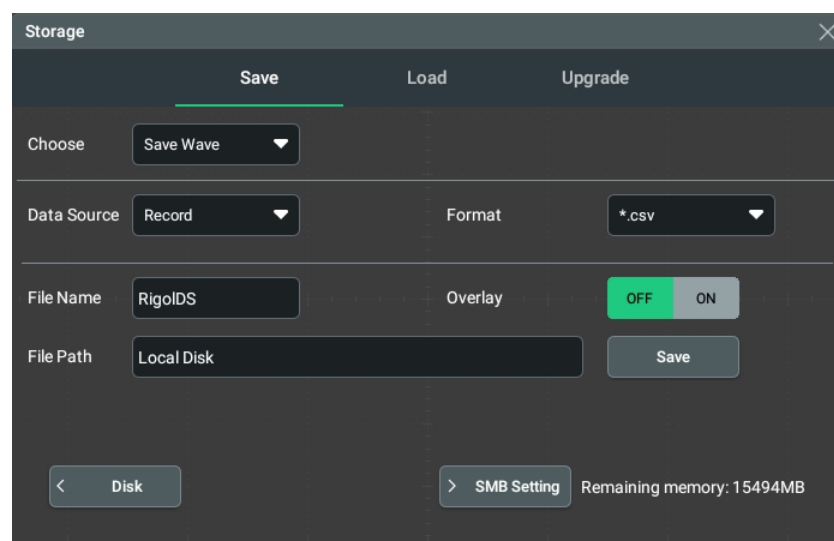 Storage
Save Load Upgrade
Choose Save Wave
Data Source Record Format *.csv
File Name RigolDS Overlay OFF ON
File Path Local Disk Save
< Disk > SMB Setting Remaining memory: 15494MB